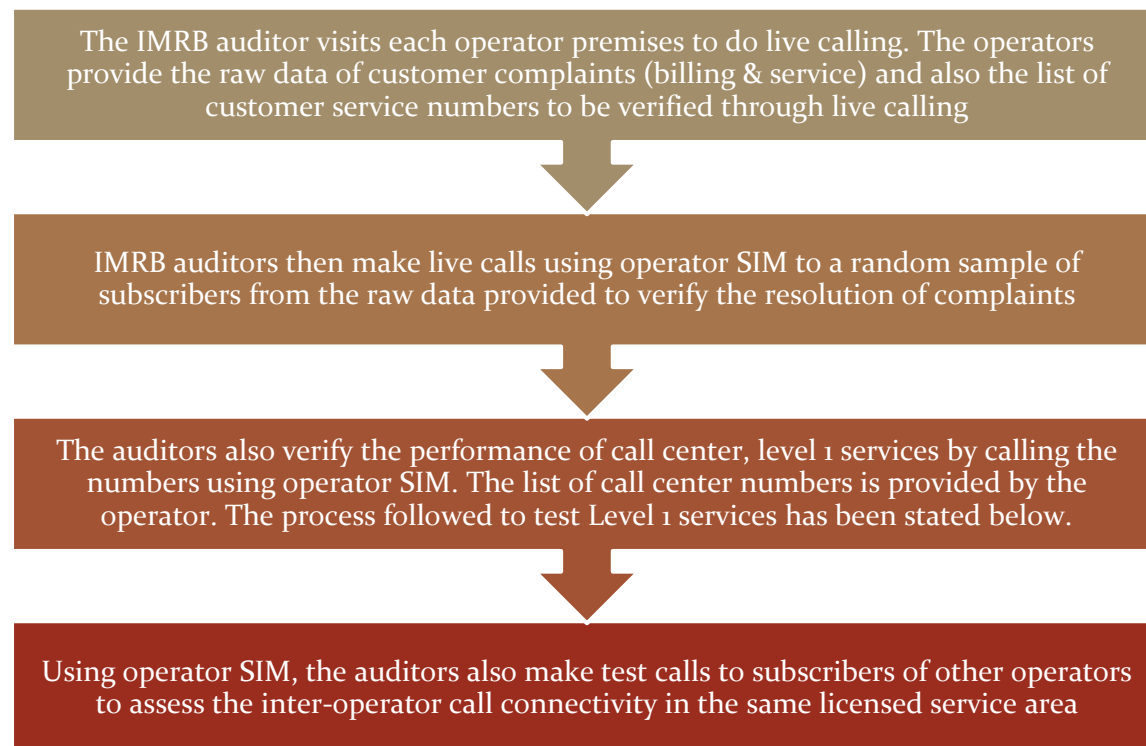 The IMRB auditor visits each operator premises to do live calling. The operators
provide the raw data of customer complaints (billing & service) and also the list of
customer service numbers to be verified through live calling
IMRB auditors then make live calls using operator SIM to a random sample of
subscribers from the raw data provided to verify the resolution of complaints
The auditors also verify the performance of call center, level 1 services by calling the
numbers using operator SIM. The list of call center numbers is provided by the
operator. The process followed to test Level 1 services has been stated below.
Using operator SIM, the auditors also make test calls to subscribers of other operators
to assess the inter-operator call connectivity in the same licensed service area